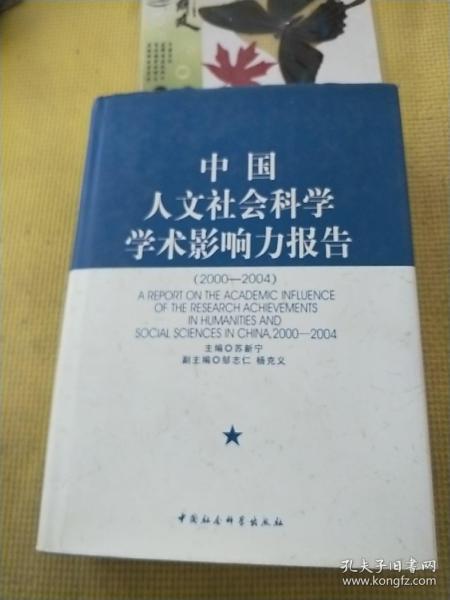 中国
人文社会科学
学术影响力报告
(2000—2004)
A REPORT ON THE ACADEMIC INFLUENCE
OF THE RESEARCH ACHIEVEMENTS
IN HUMANITIES AND
SOCIAL SCIENCES IN CHINA, 2000—2004
主编◎苏新宁
副主编◎邹志仁 杨克义
中国社会科学出版社
孔夫子旧书网
www.kongfz.com